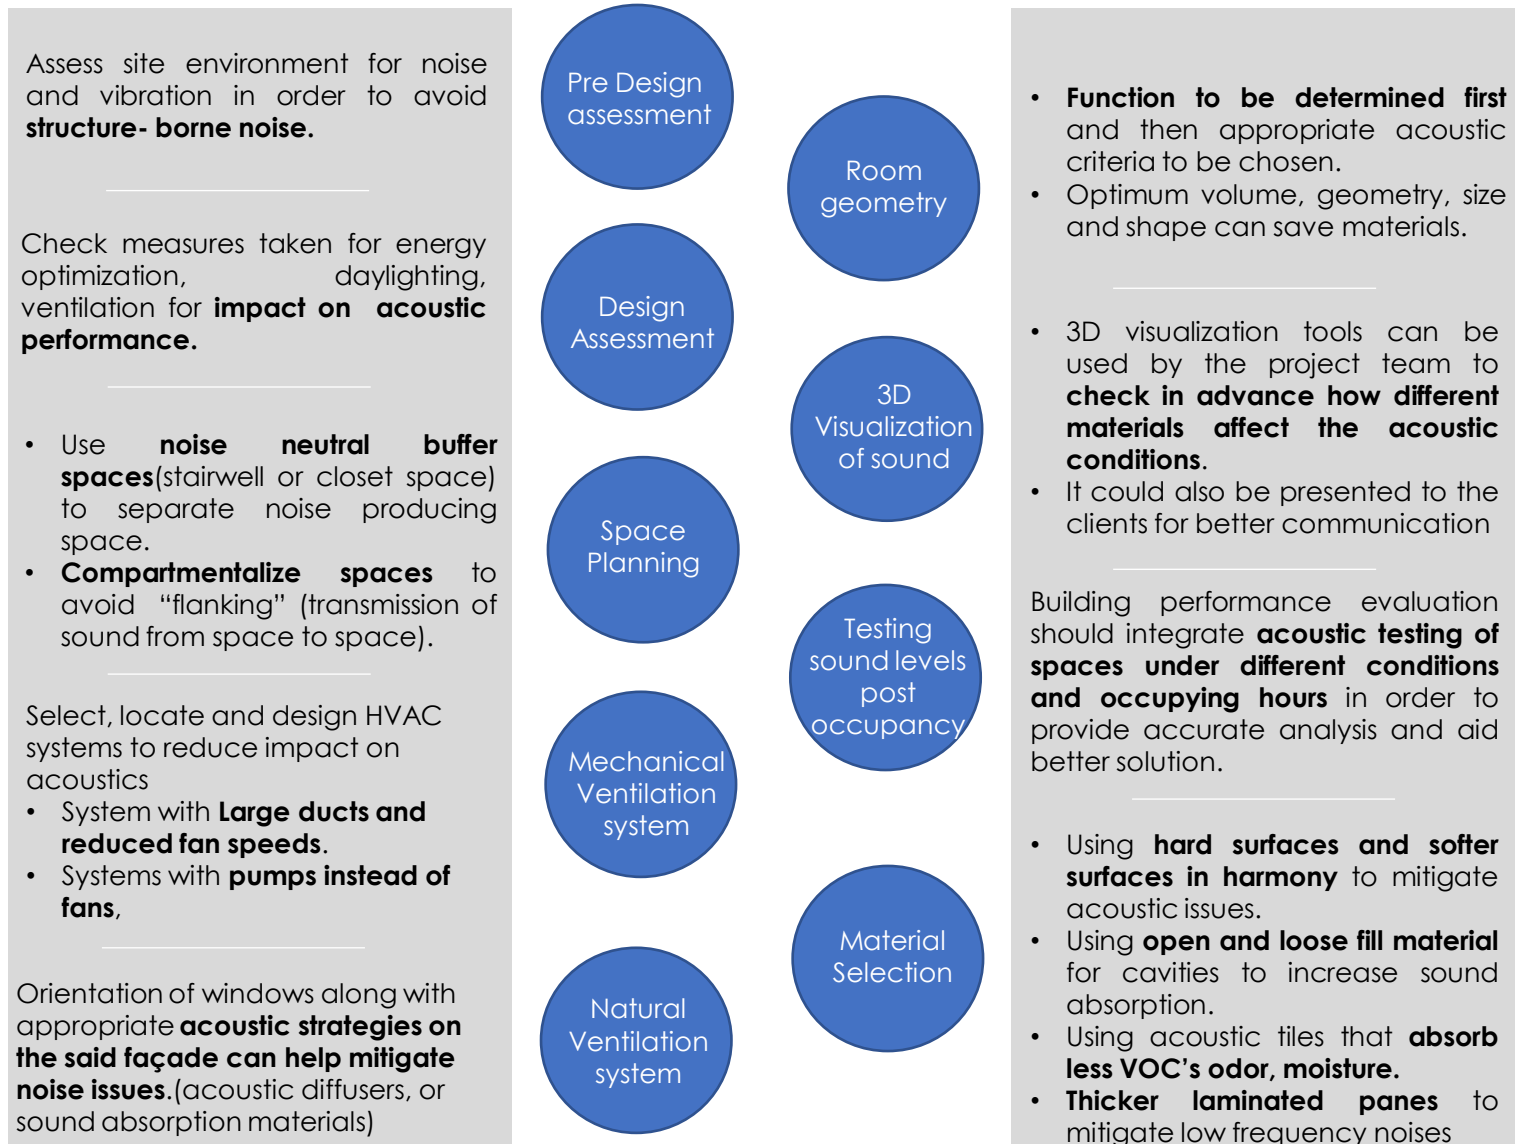 Assess site environment for noise
and vibration in order to avoid
structure- borne noise.
Check measures taken for energy
optimization, daylighting,
ventilation for impact on acoustic
performance.
• Use noise neutral buffer
spaces(stairwell or closet space)
to separate noise producing
space.
• Compartmentalize spaces to
avoid “flanking” (transmission of
sound from space to space).
Select, locate and design HVAC
systems to reduce impact on
acoustics
• System with Large ducts and
reduced fan speeds.
• Systems with pumps instead of
fans,
Orientation of windows along with
appropriate acoustic strategies on
the said façade can help mitigate
noise issues.(acoustic diffusers, or
sound absorption materials)
Pre Design
assessment
Design
Assessment
Space
Planning
Mechanical
Ventilation
system
Natural
Ventilation
system
Room
geometry
3D
Visualization
of sound
Testing
sound levels
post
occupancy
Material
Selection
• Function to be determined first
and then appropriate acoustic
criteria to be chosen.
• Optimum volume, geometry, size
and shape can save materials.
• 3D visualization tools can be
used by the project team to
check in advance how different
materials affect the acoustic
conditions.
• It could also be presented to the
clients for better communication
Building performance evaluation
should integrate acoustic testing of
spaces under different conditions
and occupying hours in order to
provide accurate analysis and aid
better solution.
• Using hard surfaces and softer
surfaces in harmony to mitigate
acoustic issues.
• Using open and loose fill material
for cavities to increase sound
absorption.
• Using acoustic tiles that absorb
less VOC’s odor, moisture.
• Thicker laminated panes to
mitigate low frequency noises